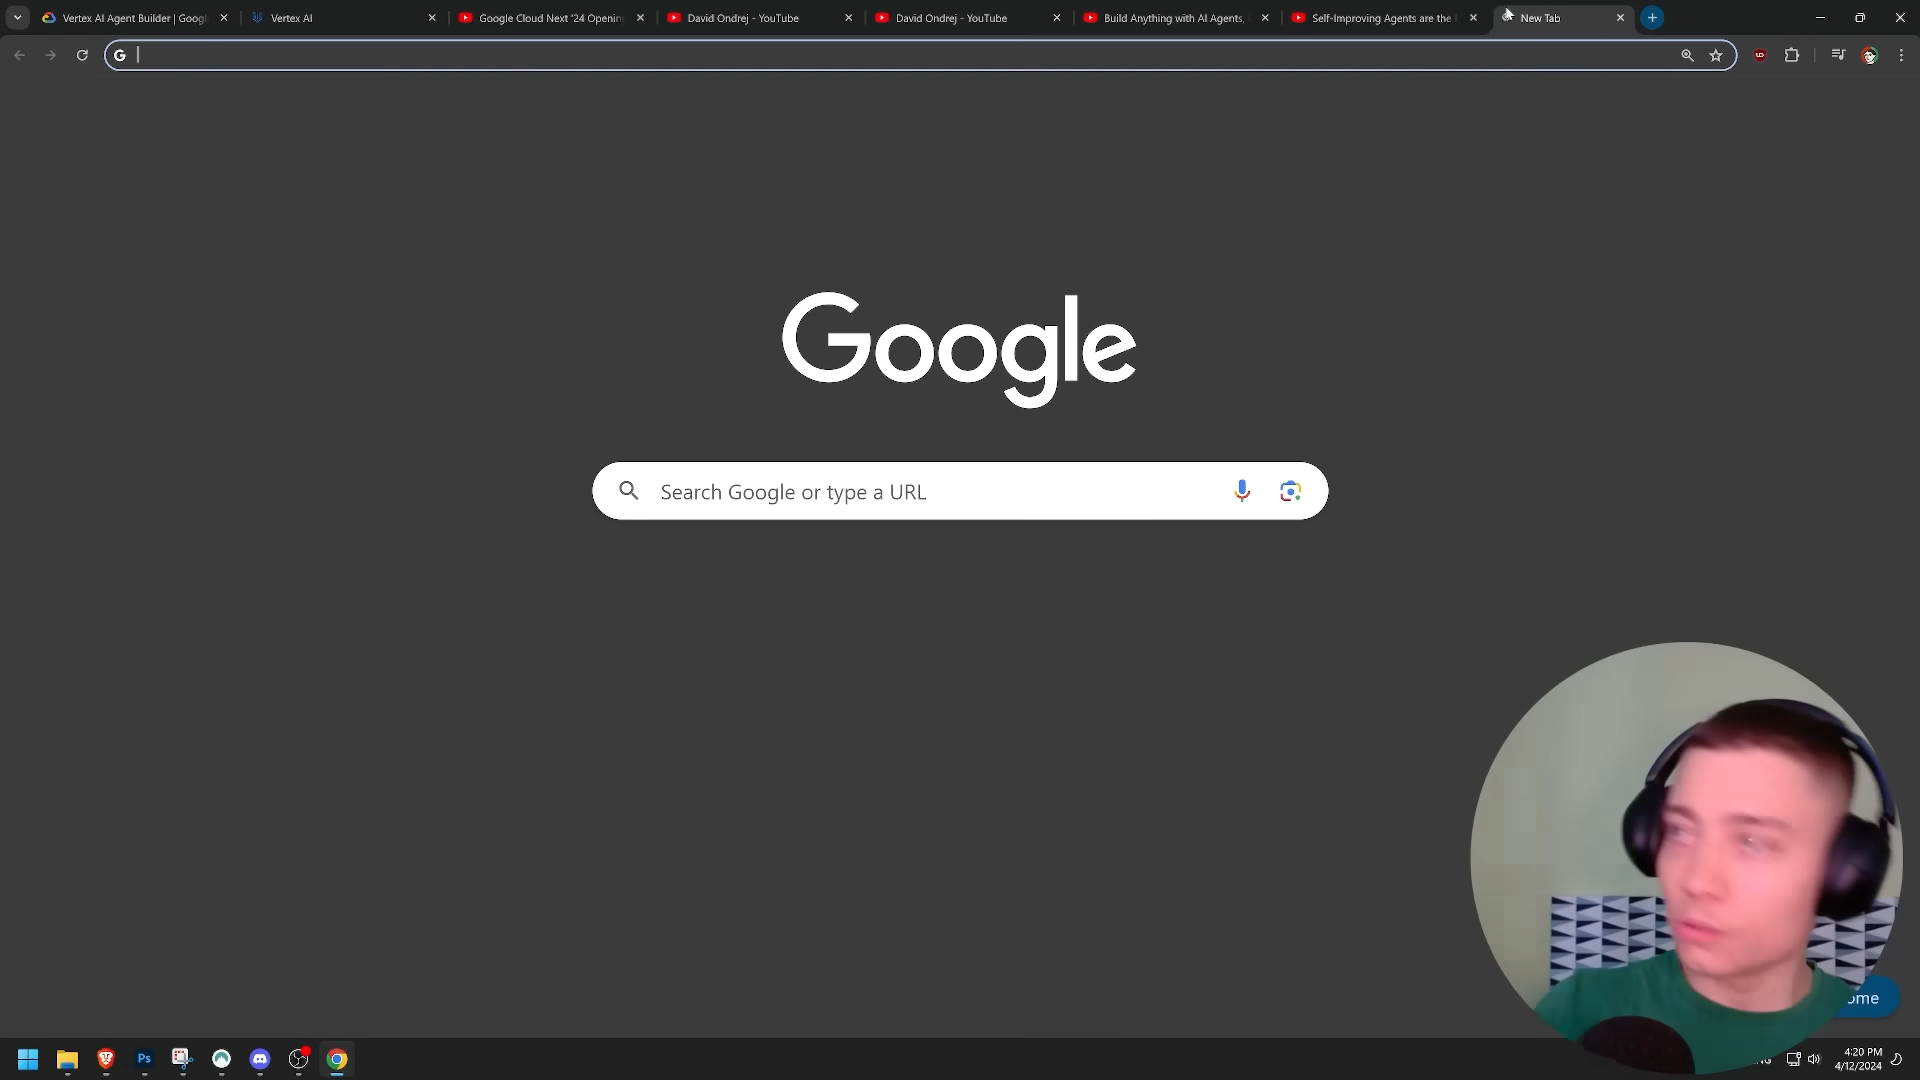 Vertex AI Agent Builder | Googl
Vertex AI
Google Cloud Next '24 Opening
David Ondrej - YouTube
David Ondrej - YouTube
Build Anything with AI Agents,
Self-Improving Agents are the
New Tab
Google
Search Google or type a URL
ome
Ps
4:20 PM
4/12/2024